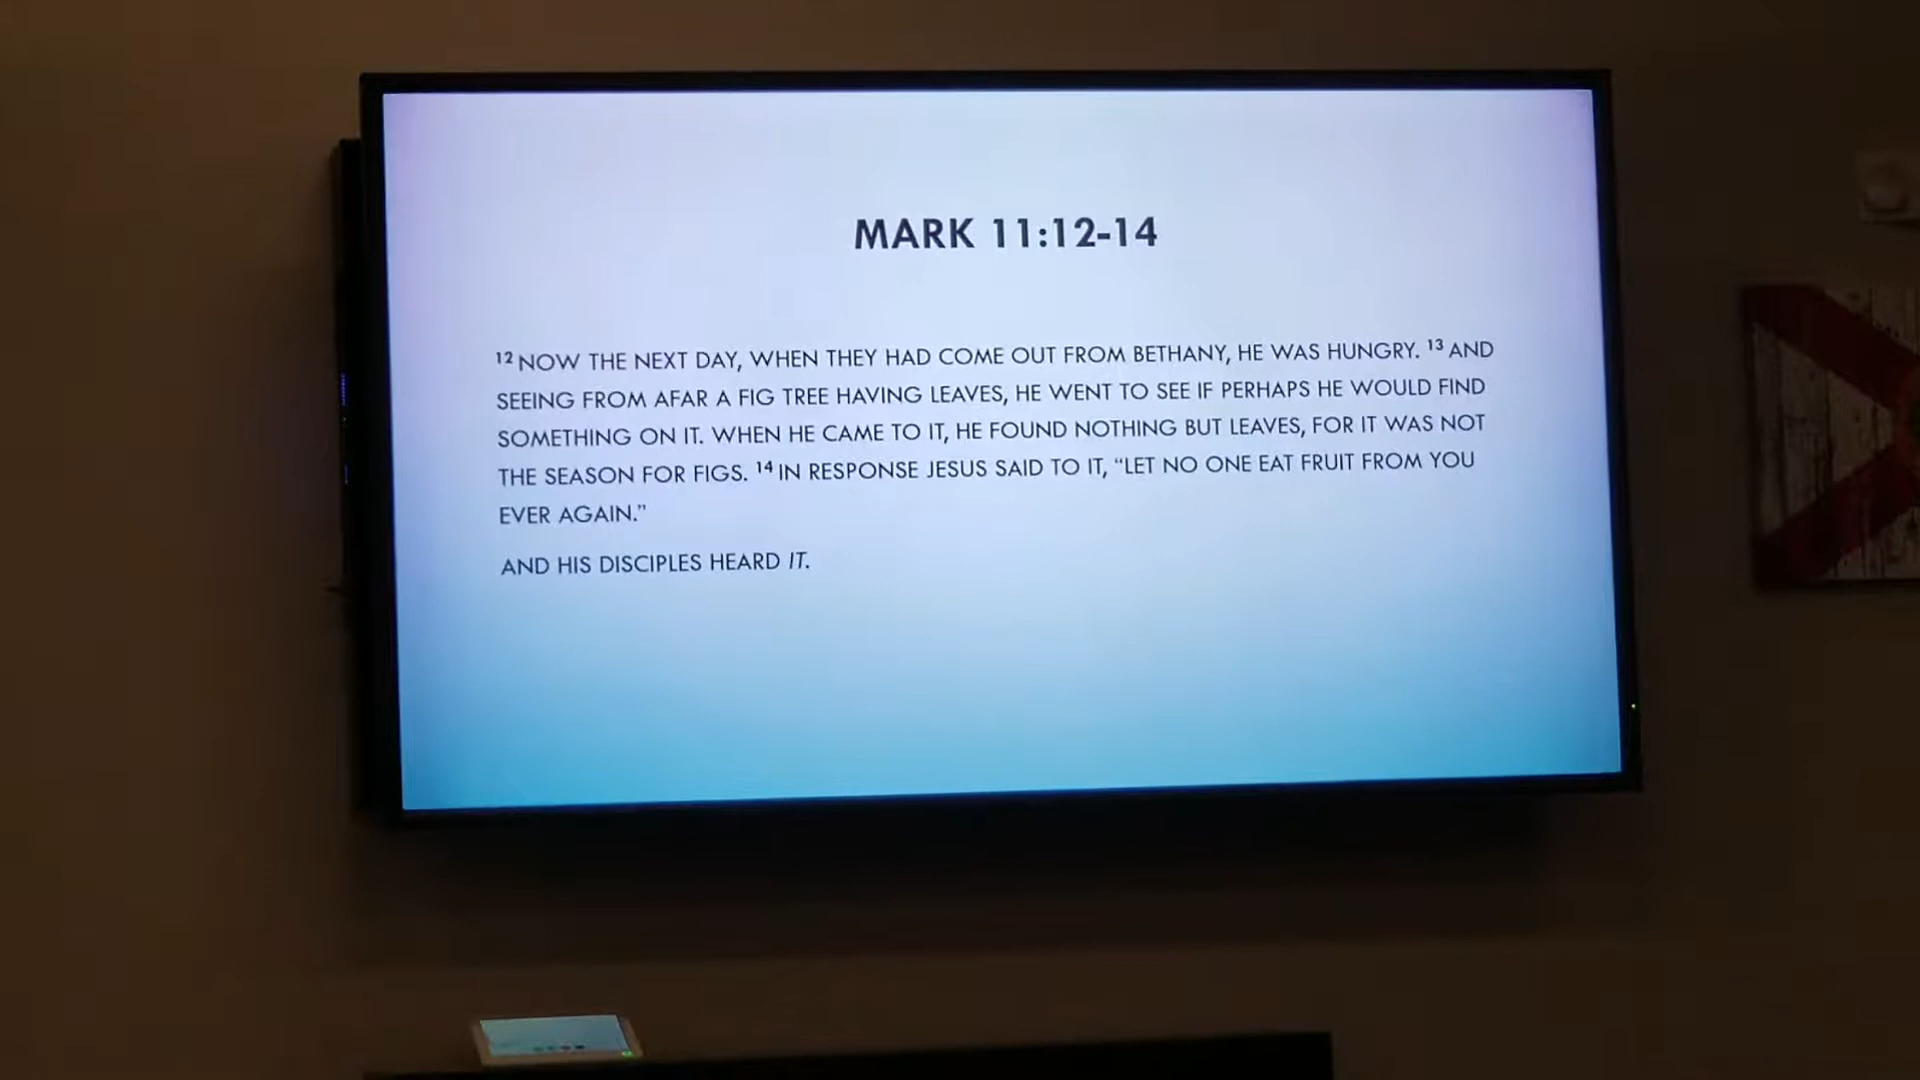 MARK 11:12-14
12 NOW THE NEXT DAY, WHEN THEY HAD COME OUT FROM BETHANY, HE WAS HUNGRY. 13 AND
SEEING FROM AFAR A FIG TREE HAVING LEAVES, HE WENT TO SEE IF PERHAPS HE WOULD FIND
SOMETHING ON IT. WHEN HE CAME TO IT, HE FOUND NOTHING BUT LEAVES, FOR IT WAS NOT
THE SEASON FOR FIGS. 14 IN RESPONSE JESUS SAID TO IT, “LET NO ONE EAT FRUIT FROM YOU
EVER AGAIN.”
AND HIS DISCIPLES HEARD IT.